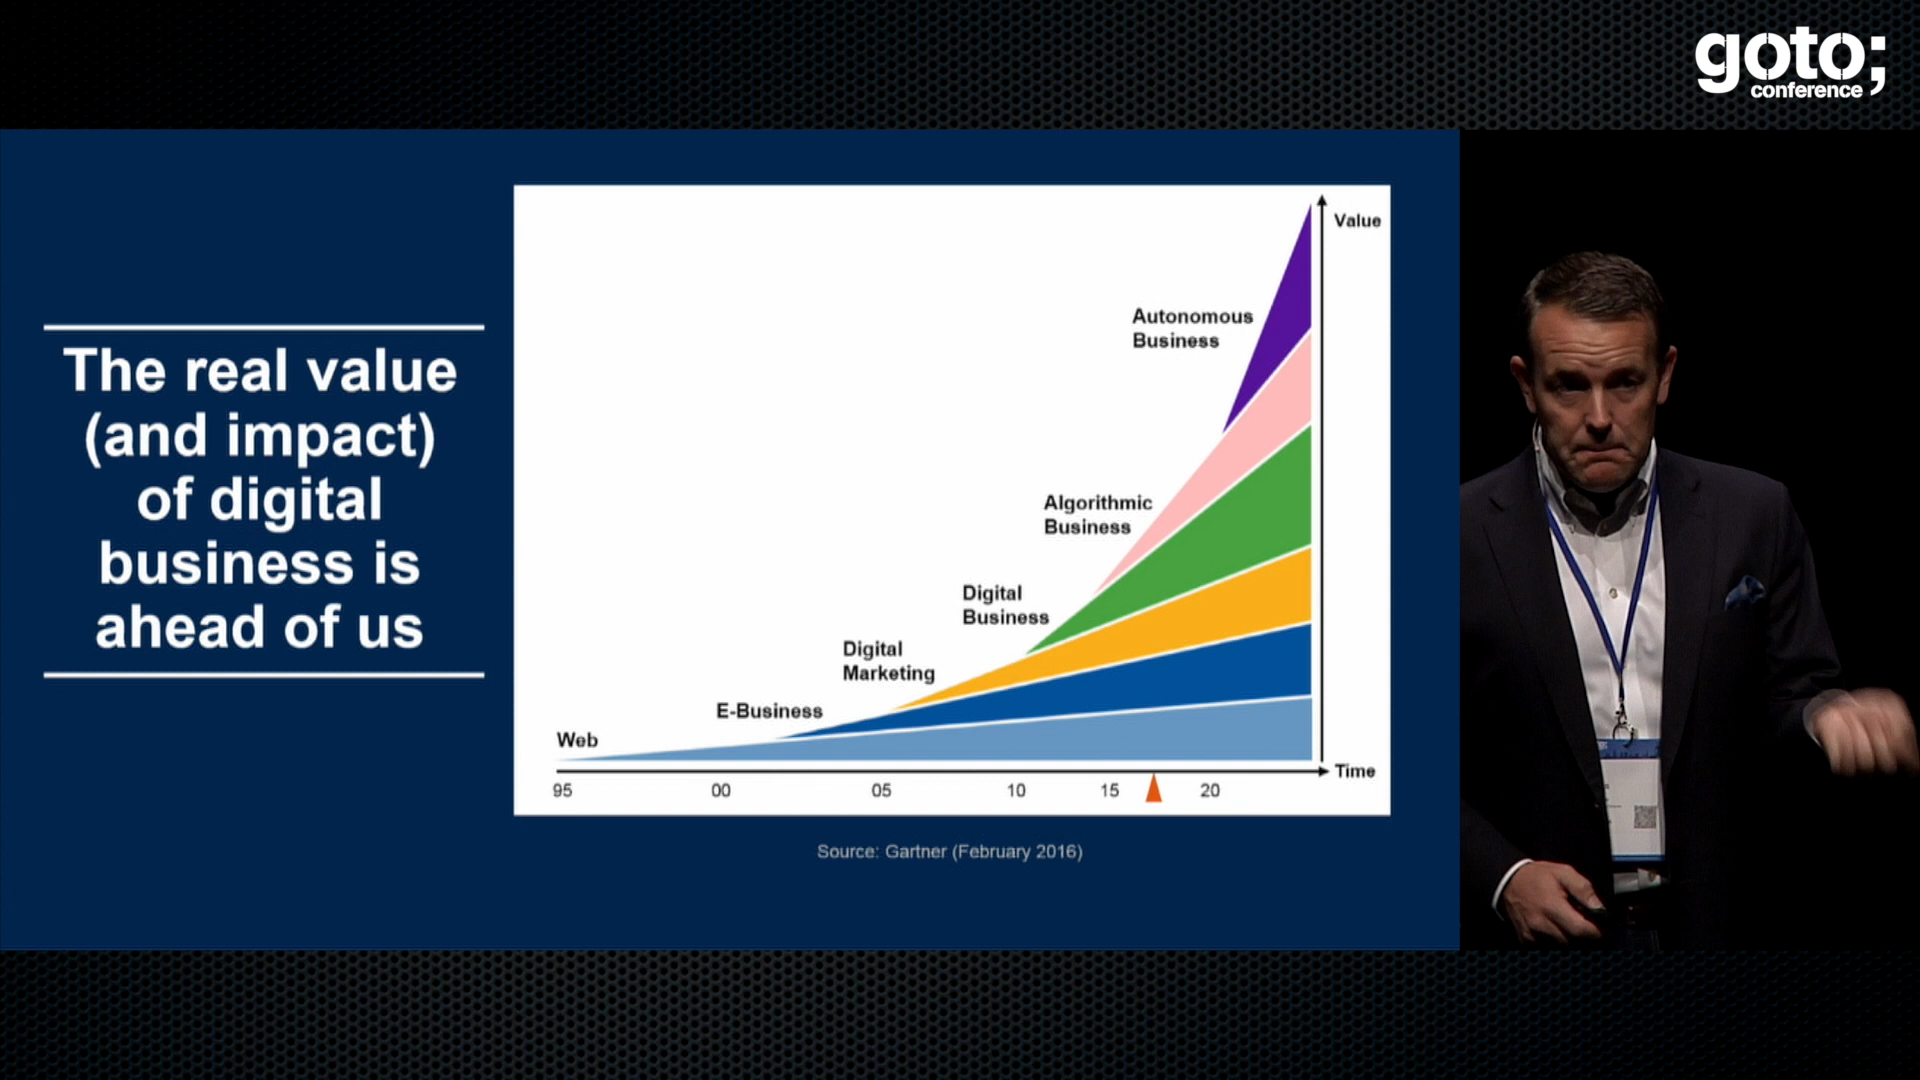 goto;
conference
The real value
(and impact)
of digital
business is
ahead of us
Value
Autonomous
Business
Algorithmic
Business
Digital
Business
Digital
Marketing
E-Business
Web
Time
95 00 05 10 15 20
Source: Gartner (February 2016)